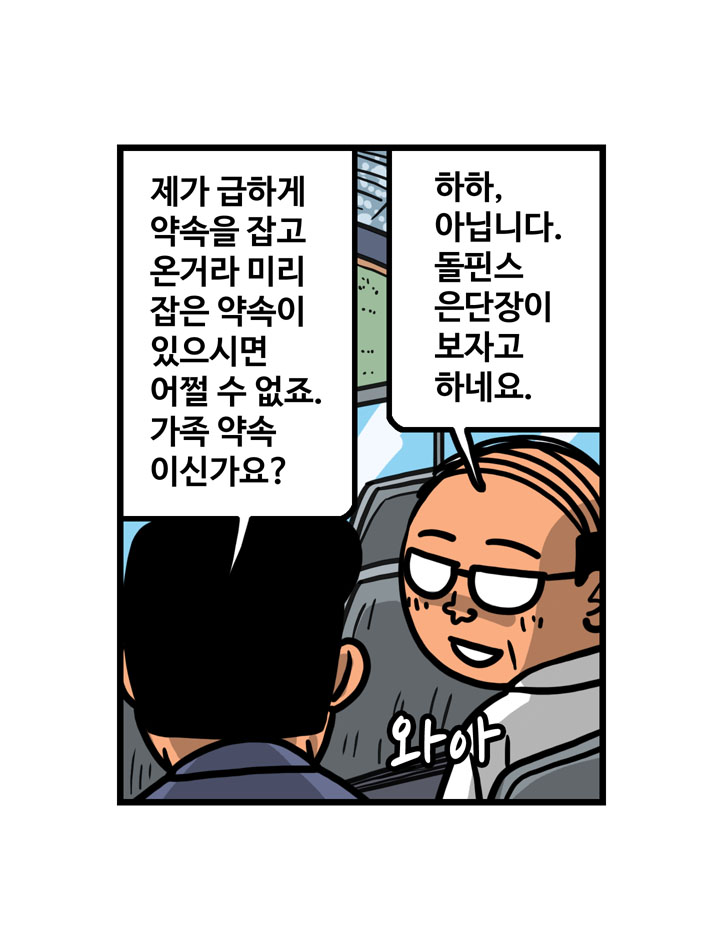 제가 급하게
약속을 잡고
온거라 미리
잡은 약속이
있으시면
어쩔 수 없죠.
가족 약속
이신가요?
하하,
아닙니다.
돌핀스
은단장이
보자고
하네요.
와아